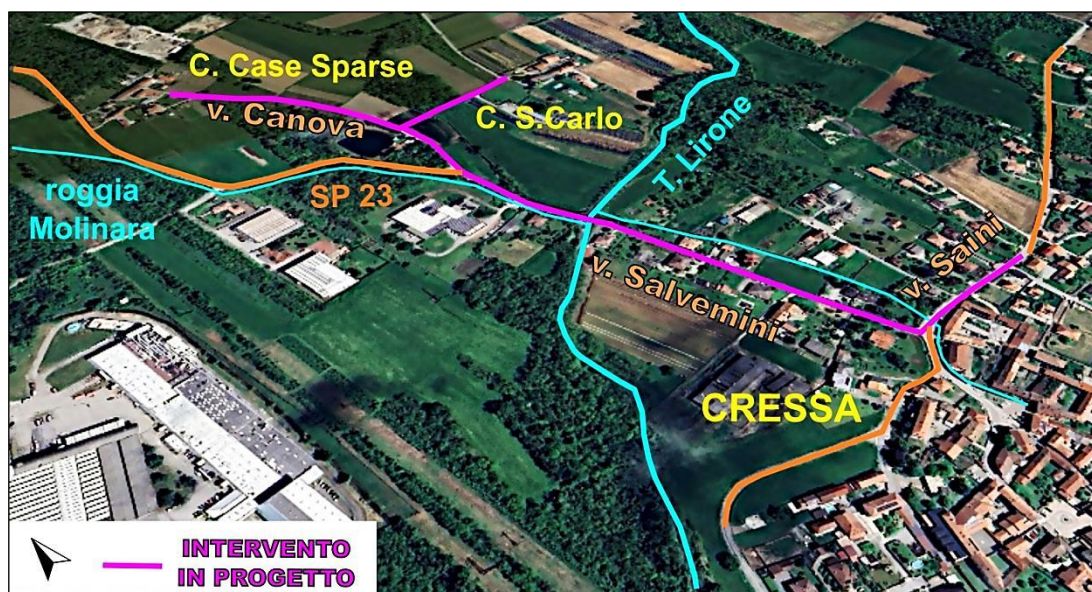 C. Case Sparse
v. Canova
C. S.Carlo
T, Lirone
roggia
Molinara
SP 23
v. Saini
v. Salvemini
CRESSA
INTERVENTO
IN PROGETTO